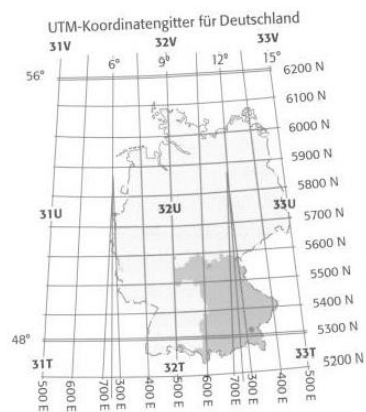 UTM-Koordinatengitter für Deutschland
31V 32V 33V
6° 9° 12° 15°
56° 6200 N
6100 N
6000 N
5900 N
5800 N
31U 32U 33U
5700 N
5600 N
5500 N
5400 N
5300 N
48°
31T 32T 33T
5200 N
500 E
600 E
700 E
300 E
400 E
500 E
600 E
700 E
300 E
400 E
500 E